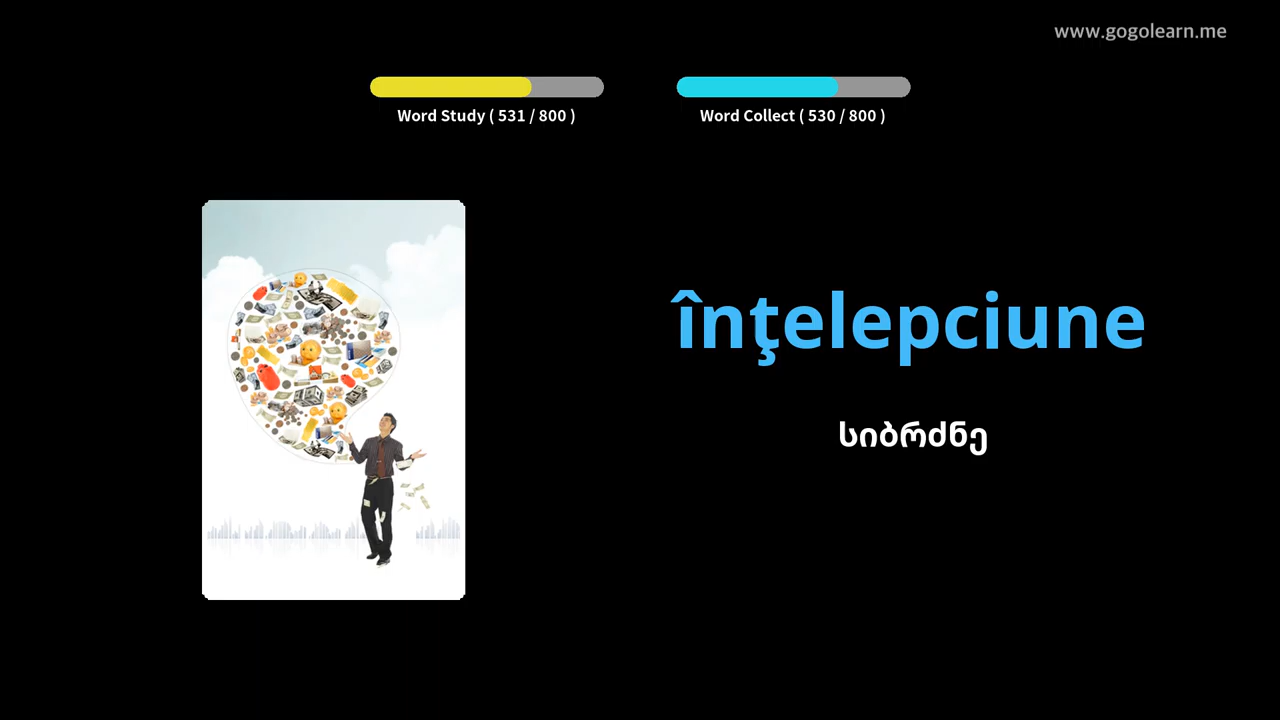 www.gogolearn.me
Word Study ( 531 / 800 )
Word Collect ( 530 / 800 )
înţelepciune
სიბრძნე